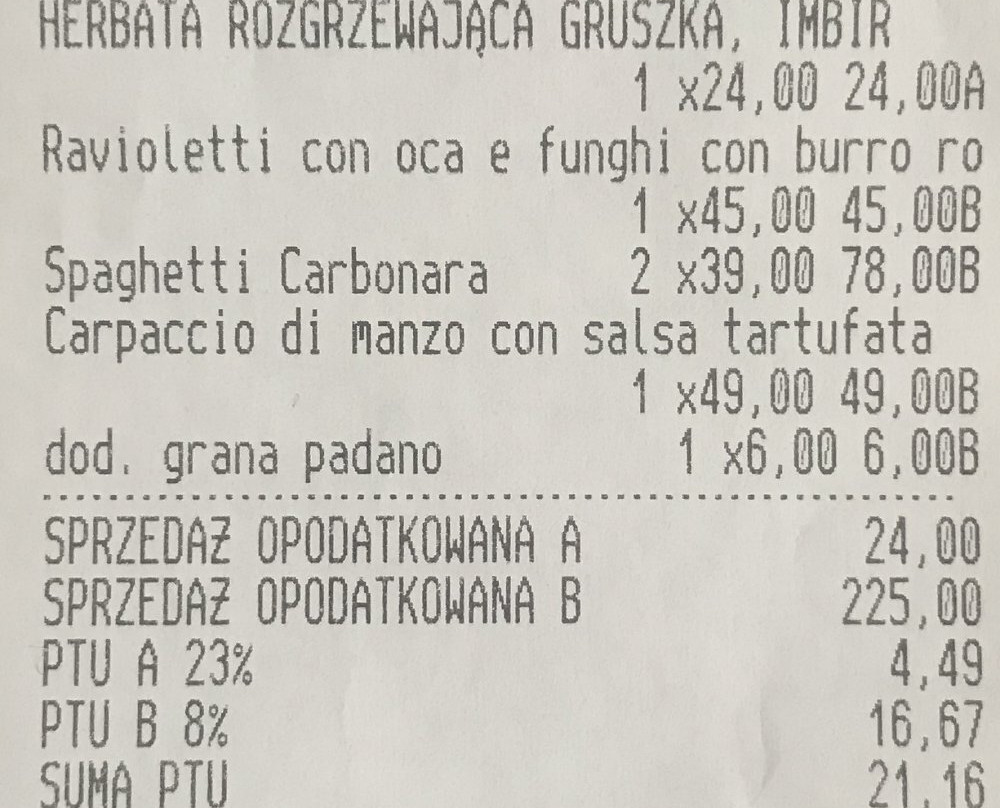 HERBATA ROZGRZEWAJĄCA GRUSZKA, IMBIR
1 x24,00 24,00A
Ravioletti con oca e funghi con burro ro
1 x45,00 45,00B
Spaghetti Carbonara 2 x39,00 78,00B
Carpaccio di manzo con salsa tartufata
1 x49,00 49,00B
dod. grana padano 1 x6,00 6,00B
SPRZEDAŻ OPODATKOWANA A 24,00
SPRZEDAŻ OPODATKOWANA B 225,00
PTU A 23% 4,49
PTU B 8% 16,67
SUMA PTU 21,16